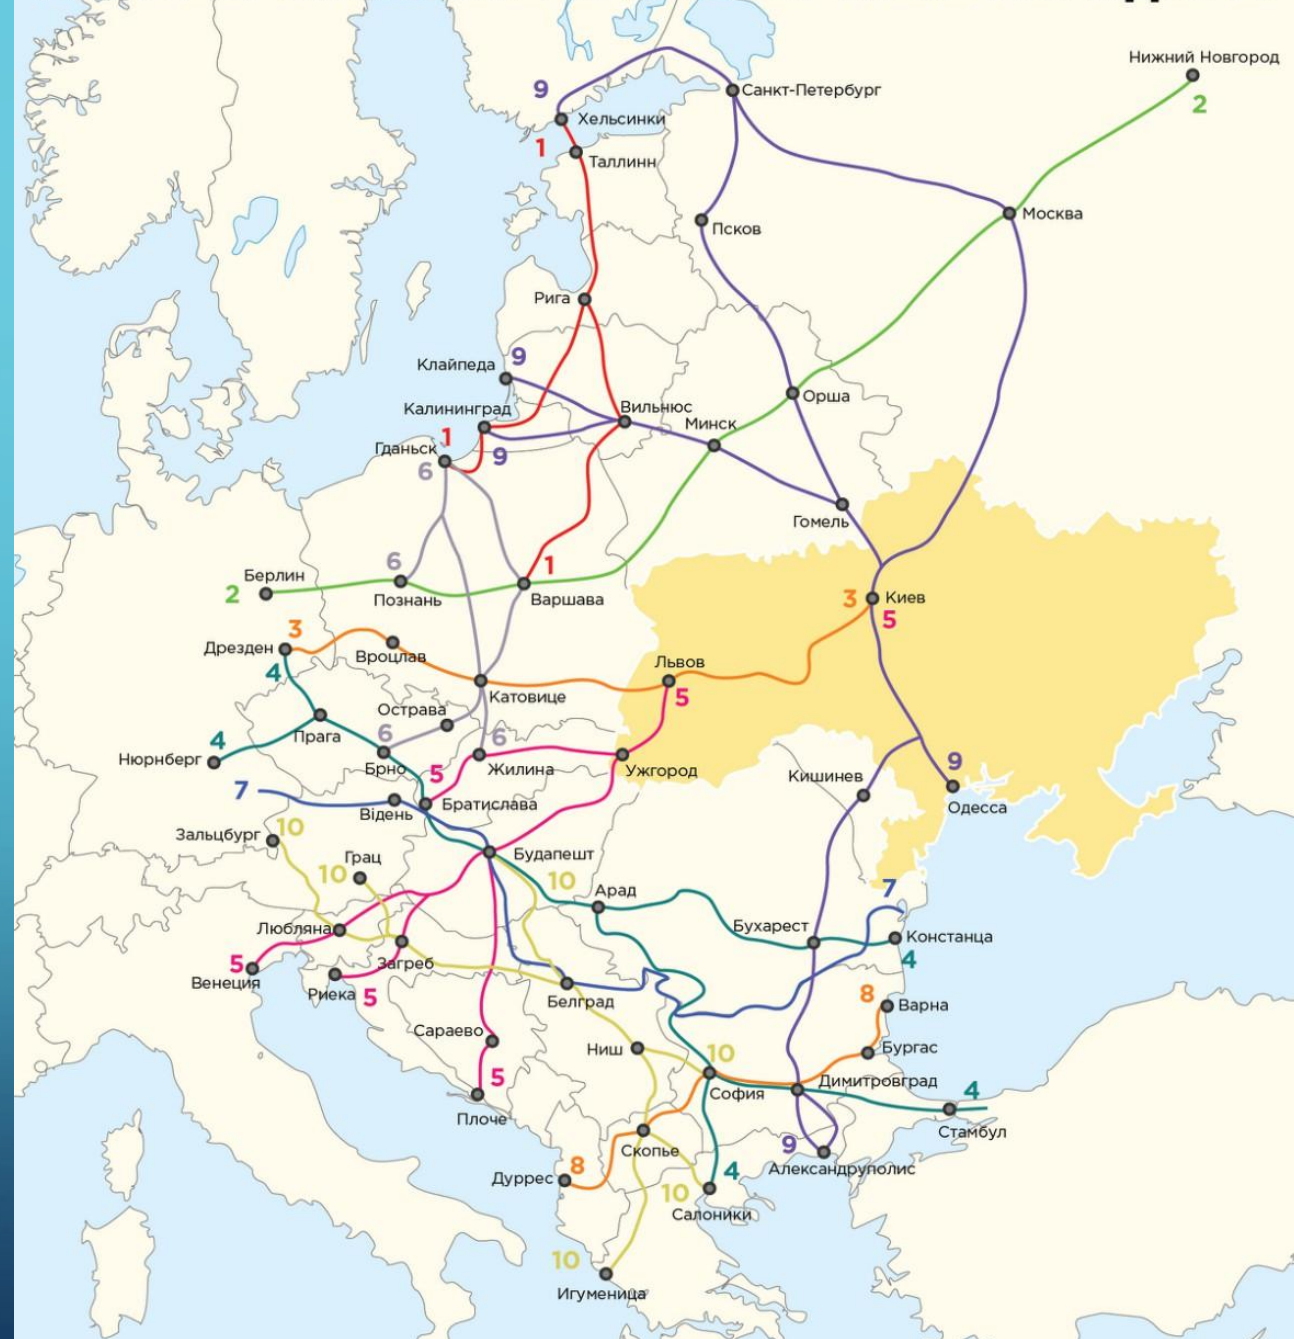 Нижний Новгород
2
9
Санкт-Петербург
Хельсинки
1
Таллинн
Псков
Москва
Рига
Клайпеда
9
Калининград
Вильнюс
Орша
Минск
1
Гданьск
9
6
Гомель
6
1
Берлин
2
Познань
Варшава
3
Киев
5
3
Дрезден
Вроцлав
4
Львов
Катовице
5
Острава
4
Прага
6
6
Нюрнберг
Брно
5
Жилина
Ужгород
9
Кишинев
7
Відень
Братислава
Одесса
Зальцбург
10
Грац
Будапешт
10
10
Арад
7
Любляна
Бухарест
Констанца
4
5
Загреб
Венеция
Риека
5
Белград
8
Варна
Сараево
Ниш
10
Бургас
5
София
Димитровград
4
Плоче
Стамбул
Скопье
9
Дуррес
8
Александруполис
4
10
Салоники
10
Игуменица